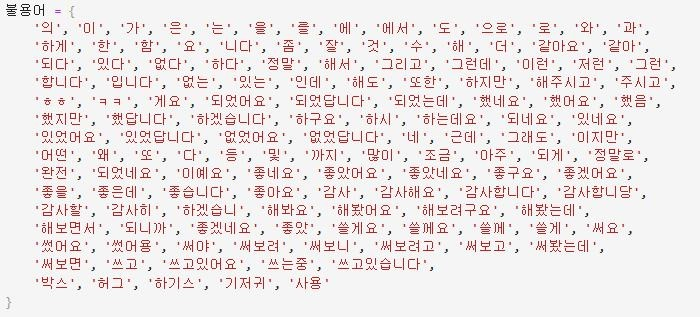 불용어 = {
'의', '이', '가', '은', '는', '을', '를', '에', '에서', '도', '으로', '로', '와', '과',
'하게', '한', '함', '요', '니다', '좀', '잘', '것', '수', '해', '더', '같아요', '같아',
'되다', '있다', '없다', '하다', '정말', '해서', '그리고', '그런데', '이런', '저런', '그런',
'합니다', '입니다', '없는', '있는', '인데', '해도', '또한', '하지만', '해주시고', '주시고',
'ㅎㅎ', 'ㅋㅋ', '게요', '되었어요', '되었답니다', '되었는데', '했네요', '했어요', '했음',
'했지만', '했답니다', '하겠습니다', '하구요', '하시', '하는데요', '되네요', '있네요',
'있었어요', '있었답니다', '없었어요', '없었답니다', '네', '근데', '그래도', '이지만',
'어떤', '왜', '또', '다', '등', '및', '까지', '많이', '조금', '아주', '되게', '정말로',
'완전', '되었네요', '이예요', '좋네요', '좋았어요', '좋았네요', '좋구요', '좋겠어요',
'좋을', '좋은데', '좋습니다', '좋아요', '감사', '감사해요', '감사합니다', '감사합니당',
'감사할', '감사히', '하겠습니', '해봐요', '해봤어요', '해보려구요', '해봤는데',
'해보면서', '되니까', '좋겠네요', '좋았', '쓸게요', '쓸께요', '쓸께', '쓸게', '써요',
'썼어요', '썼어용', '써야', '써보려', '써보니', '써보려고', '써보고', '써봤는데',
'써보면', '쓰고', '쓰고있어요', '쓰는중', '쓰고있습니다',
'박스', '허그', '하기스', '기저귀', '사용'
}